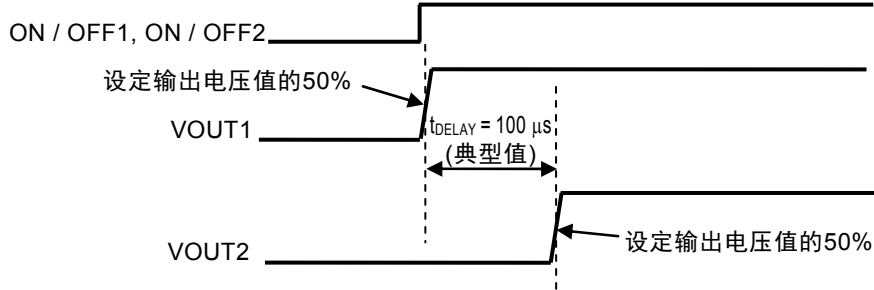 ON / OFF1, ON / OFF2
设定输出电压值的50%
VOUT1
tDELAY = 100 μs
(典型值)
VOUT2
设定输出电压值的50%